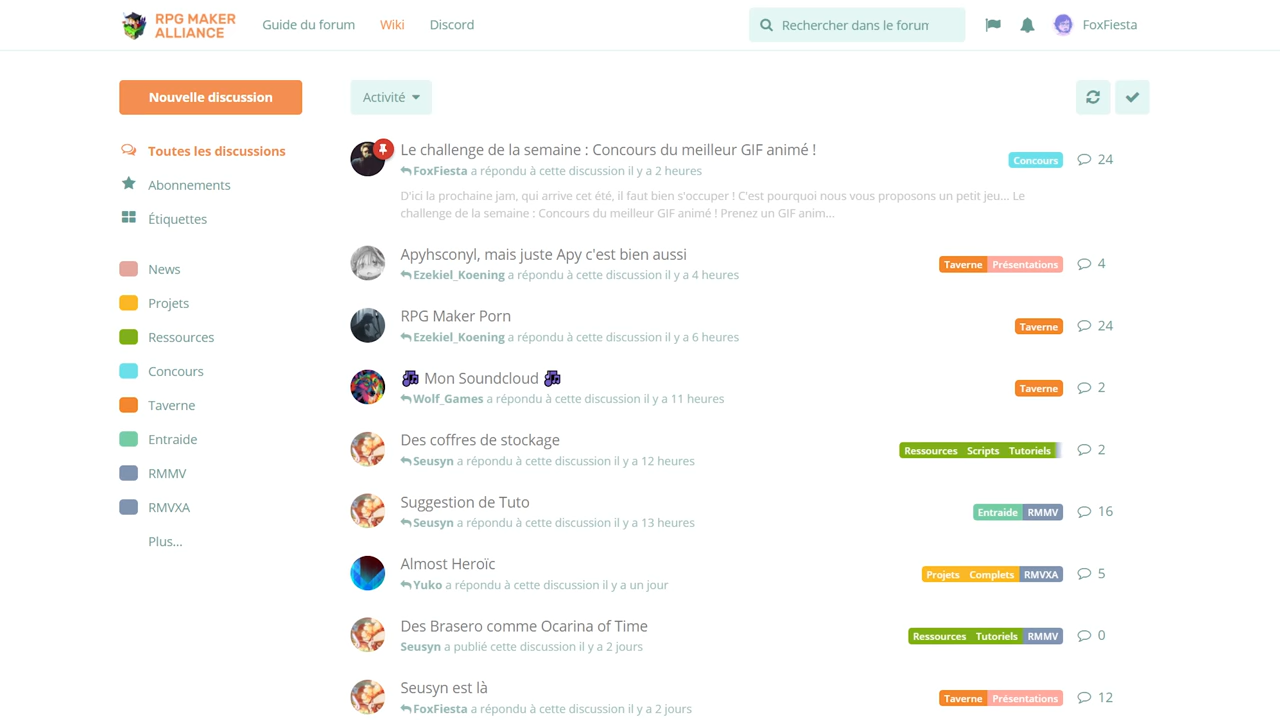 RPG MAKER
ALLIANCE
Guide du forum
Wiki
Discord
Rechercher dans le forum
FoxFiesta
Nouvelle discussion
Toutes les discussions
Abonnements
Étiquettes
News
Projets
Ressources
Concours
Taverne
Entraide
RMMV
RMVXA
Plus...
Activité
Le challenge de la semaine : Concours du meilleur GIF animé !
FoxFiesta a répondu à cette discussion il y a 2 heures
Concours
24
D'ici la prochaine jam, qui arrive cet été, il faut bien s'occuper ! C'est pourquoi nous vous proposons un petit jeu... Le
challenge de la semaine : Concours du meilleur GIF animé ! Prenez un GIF anim...
Apyhsconyl, mais juste Apy c'est bien aussi
Ezekiel_Koening a répondu à cette discussion il y a 4 heures
Taverne Présentations
4
RPG Maker Porn
Ezekiel_Koening a répondu à cette discussion il y a 6 heures
Taverne
24
Mon Soundcloud
Wolf_Games a répondu à cette discussion il y a 11 heures
Taverne
2
Des coffres de stockage
Seusyn a répondu à cette discussion il y a 12 heures
Ressources Scripts Tutoriels
2
Suggestion de Tuto
Seusyn a répondu à cette discussion il y a 13 heures
Entraide RMMV
16
Almost Heroïc
Yuko a répondu à cette discussion il y a un jour
Projets Complets RMVXA
5
Des Brasero comme Ocarina of Time
Seusyn a publié cette discussion il y a 2 jours
Ressources Tutoriels RMMV
0
Seusyn est là
FoxFiesta a répondu à cette discussion il y a 2 jours
Taverne Présentations
12